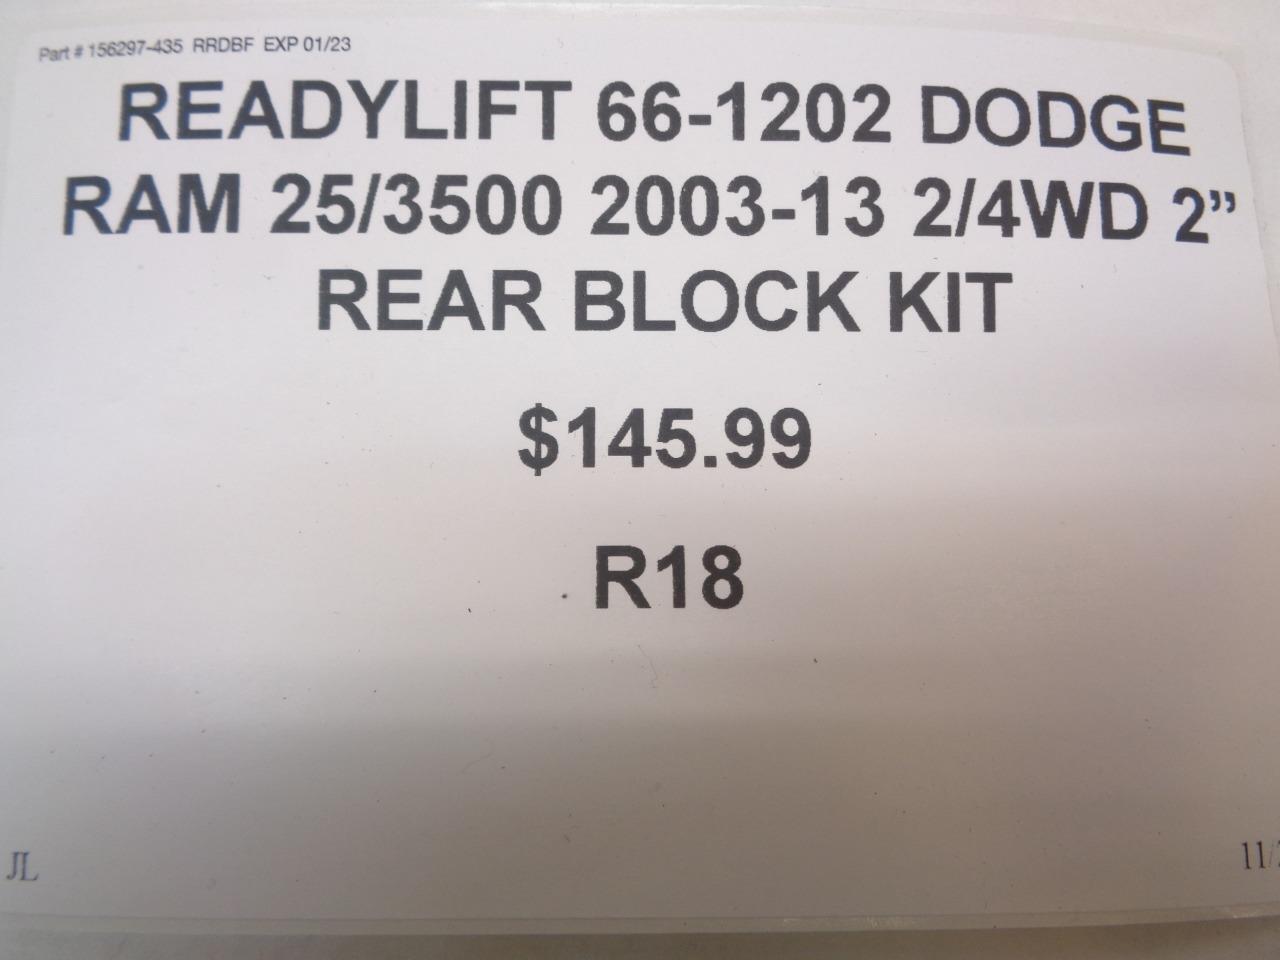 Part # 156297-435 RRDBF EXP 01/23
READYLIFT 66-1202 DODGE
RAM 25/3500 2003-13 2/4WD 2”
REAR BLOCK KIT
$145.99
R18
JL
11/